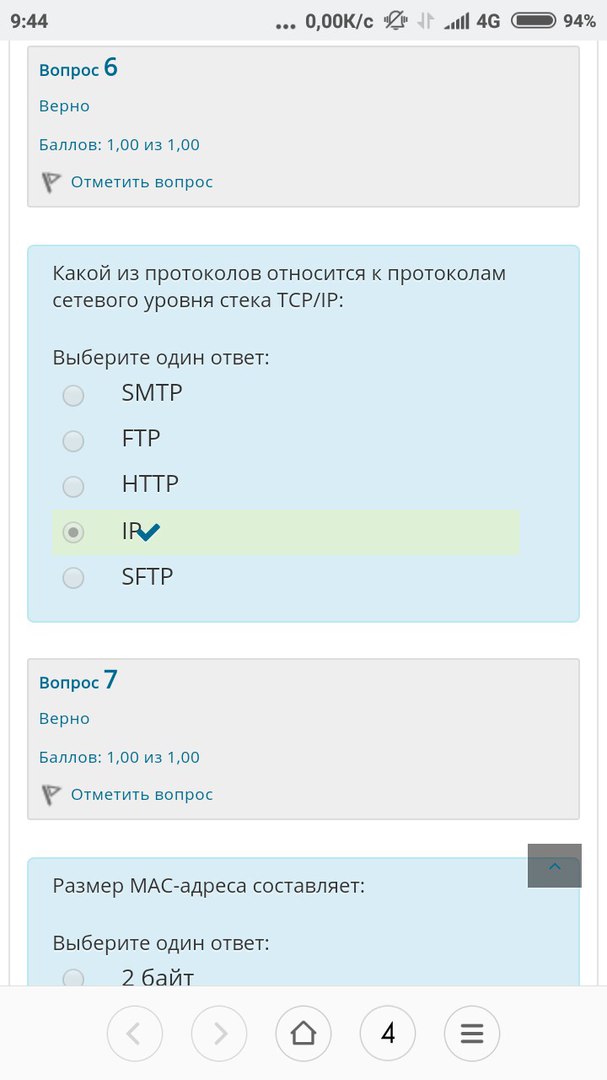 9:44
... 0,00K/с 4G 94%
Вопрос 6
Верно
Баллов: 1,00 из 1,00
Отметить вопрос
Какой из протоколов относится к протоколам
сетевого уровня стека TCP/IP:
Выберите один ответ:
SMTP
FTP
HTTP
IP
SFTP
Вопрос 7
Верно
Баллов: 1,00 из 1,00
Отметить вопрос
Размер MAC-адреса составляет:
Выберите один ответ:
2 байт
4